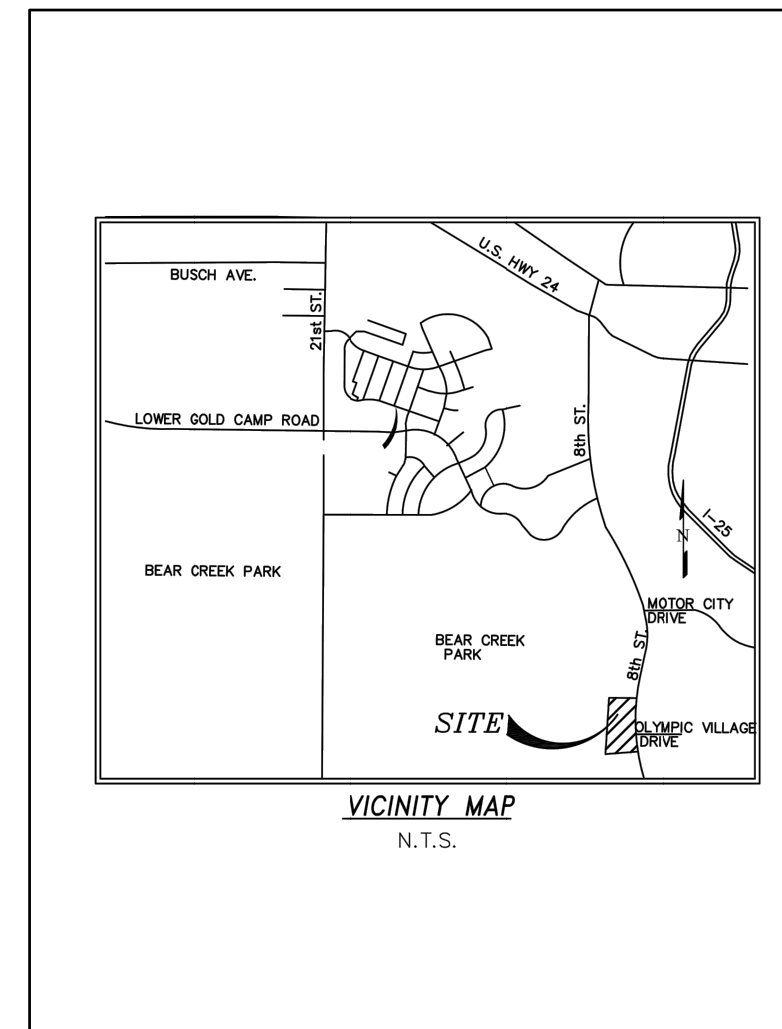 U.S. HWY 24
BUSCH AVE.
21st ST.
LOWER GOLD CAMP ROAD
8th ST.
I-25
N
BEAR CREEK PARK
MOTOR CITY
DRIVE
BEAR CREEK
PARK
8th ST.
SITE
OLYMPIC VILLAGE
DRIVE
VICINITY MAP
N.T.S.